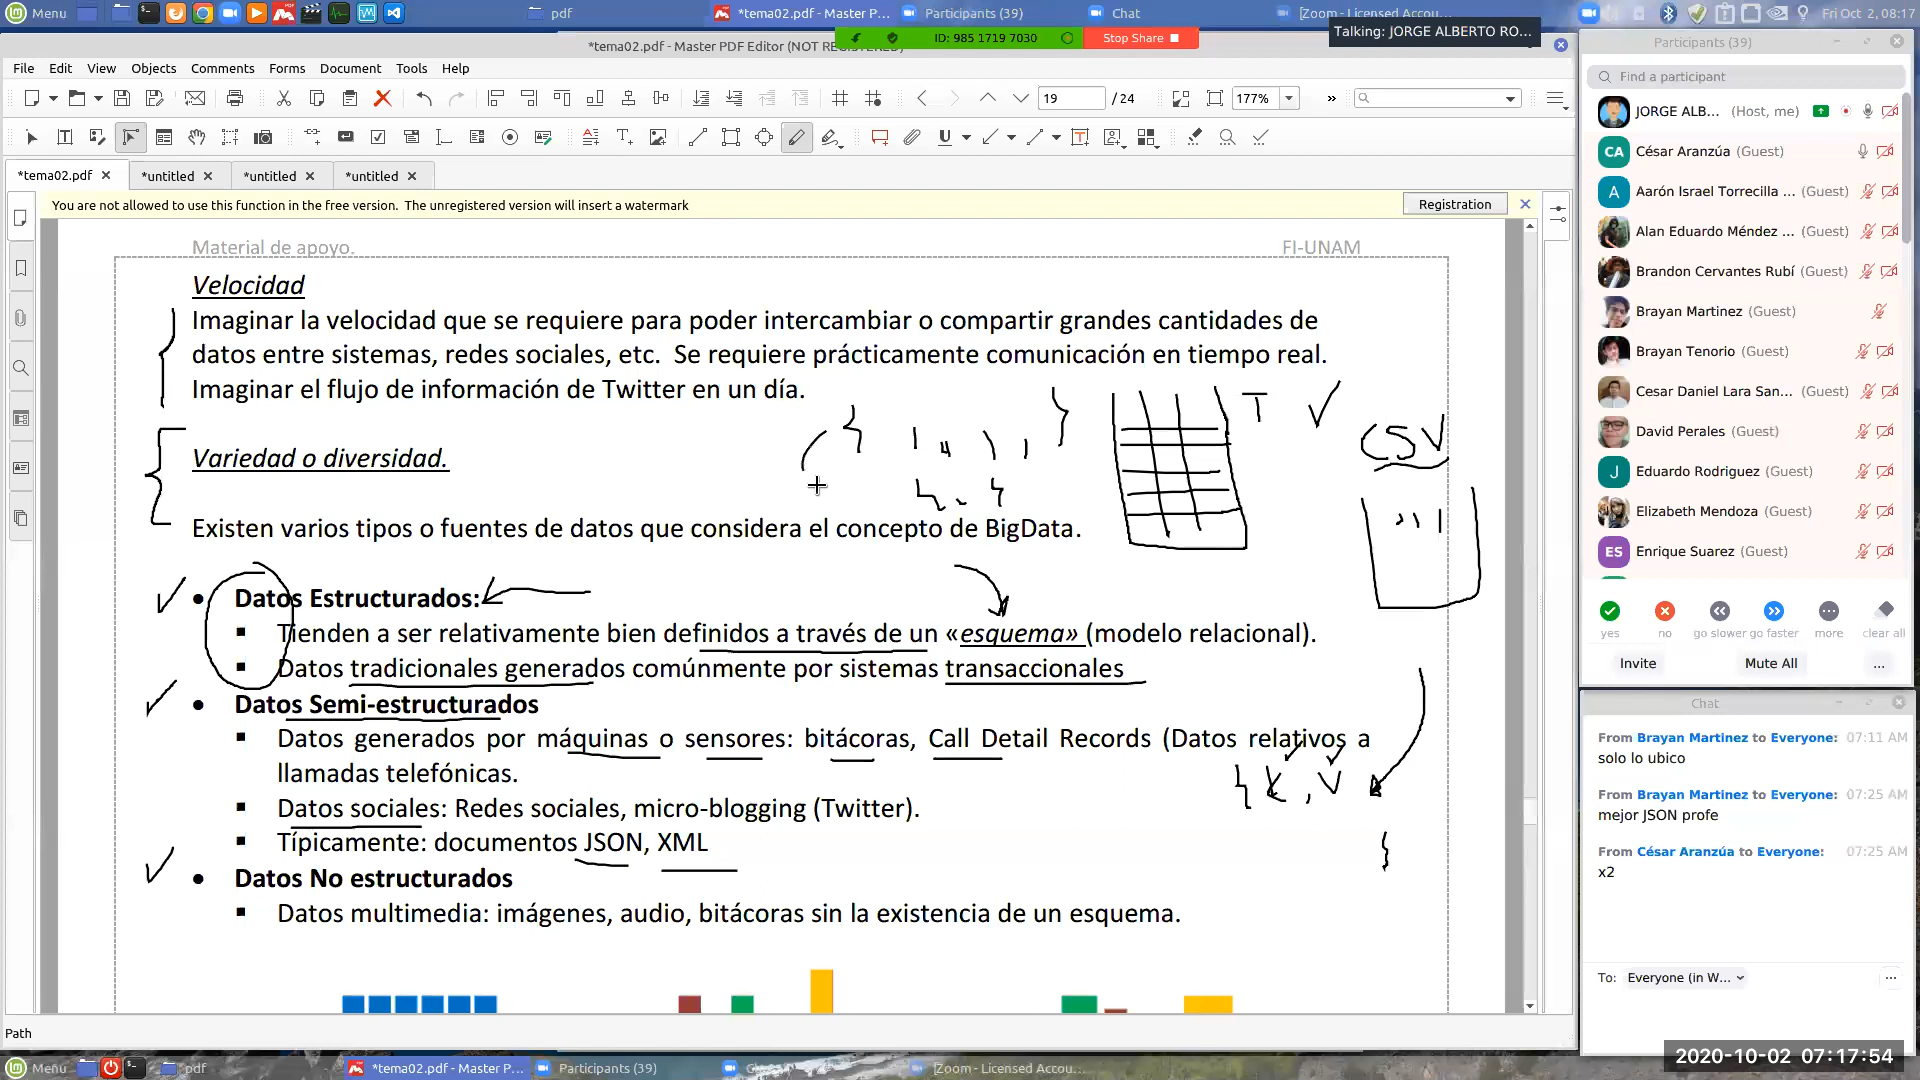 Menu
pdf
*tema02.pdf - Master P...
Participants (39)
Chat
[Zoom - Licensed Accou...
Fri Oct 2, 08:17
*tema02.pdf - Master PDF Editor (NOT REGISTERED)
ID: 985 1719 7030
Stop Share
Talking: JORGE ALBERTO RO...
File Edit View Objects Comments Forms Document Tools Help
19 / 24
177%
*tema02.pdf
*untitled
*untitled
*untitled
You are not allowed to use this function in the free version. The unregistered version will insert a watermark
Registration
Material de apoyo.
FI-UNAM
Velocidad
Imaginar la velocidad que se requiere para poder intercambiar o compartir grandes cantidades de
datos entre sistemas, redes sociales, etc. Se requiere prácticamente comunicación en tiempo real.
Imaginar el flujo de información de Twitter en un día.
T
CSV
Variedad o diversidad.
Existen varios tipos o fuentes de datos que considera el concepto de BigData.
• Datos Estructurados:
▪ Tienden a ser relativamente bien definidos a través de un «esquema» (modelo relacional).
▪ Datos tradicionales generados comúnmente por sistemas transaccionales
• Datos Semi-estructurados
▪ Datos generados por máquinas o sensores: bitácoras, Call Detail Records (Datos relativos a
llamadas telefónicas.
{ K , V
}
▪ Datos sociales: Redes sociales, micro-blogging (Twitter).
▪ Típicamente: documentos JSON, XML
• Datos No estructurados
▪ Datos multimedia: imágenes, audio, bitácoras sin la existencia de un esquema.
Path
Participants (39)
Find a participant
JORGE ALB... (Host, me)
CA César Aranzúa (Guest)
A Aarón Israel Torrecilla ... (Guest)
Alan Eduardo Méndez ... (Guest)
Brandon Cervantes Rubí (Guest)
Brayan Martinez (Guest)
Brayan Tenorio (Guest)
Cesar Daniel Lara San... (Guest)
David Perales (Guest)
J Eduardo Rodriguez (Guest)
Elizabeth Mendoza (Guest)
ES Enrique Suarez (Guest)
yes no go slower go faster more clear all
Invite
Mute All
...
Chat
From Brayan Martinez to Everyone: 07:11 AM
solo lo ubico
From Brayan Martinez to Everyone: 07:25 AM
mejor JSON profe
From César Aranzúa to Everyone: 07:25 AM
x2
To: Everyone (in W...
...
Menu
pdf
*tema02.pdf - Master P...
Participants (39)
[Zoom - Licensed Accou...
2020-10-02 07:17:54